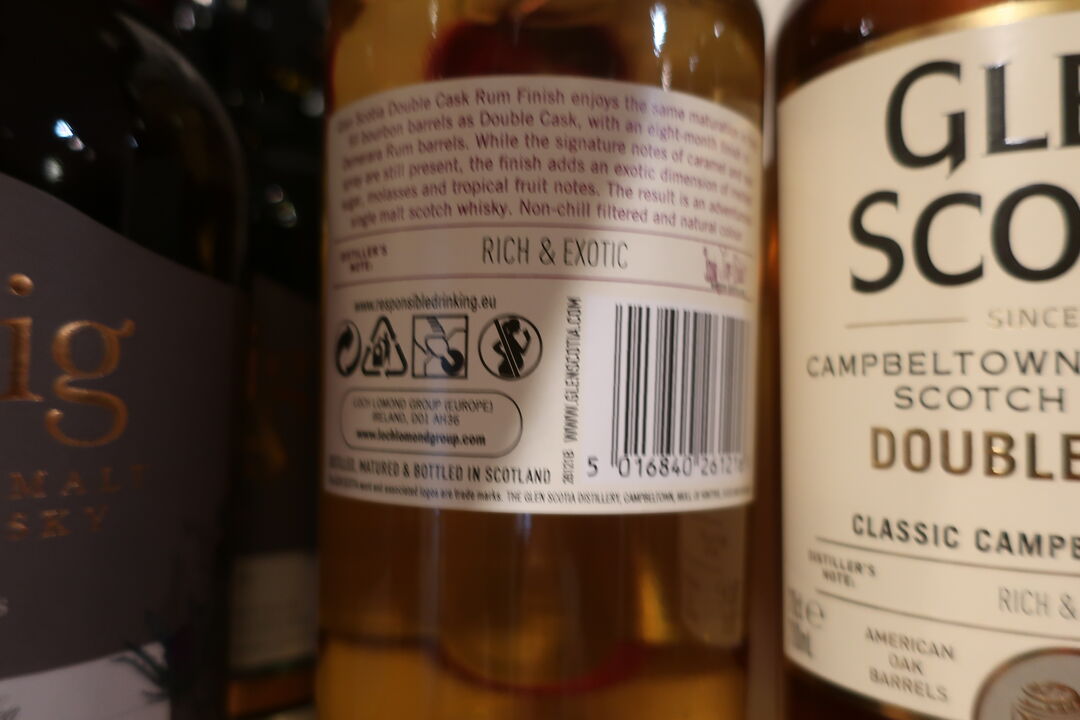 ig
MALT
SKY
Scotia Double Cask Rum Finish enjoys the same maturation
bourbon barrels as Double Cask, with an eight-month
Demerara Rum barrels. While the signature notes of caramel and
are still present, the finish adds an exotic dimension of
sugar, molasses and tropical fruit notes. The result is an
single malt scotch whisky. Non-chill filtered and natural colour
DISTILLER'S
NOTE:
RICH & EXOTIC
www.responsibledrinking.eu
LOCH LOMOND GROUP (EUROPE)
IRELAND, D01 AH36
www.lochlomondgroup.com
MATURED & BOTTLED IN SCOTLAND
and associated logos are trade marks. THE GLEN SCOTIA DISTILLERY, CAMPBELTOWN,
WWW.GLENSCOTIA.COM
5 016840 26121
GLE
SCO
SINCE
CAMPBELTOWN
SCOTCH
DOUBLE
CLASSIC CAMPB
DISTILLER'S
NOTE:
RICH &
AMERICAN
OAK
BARRELS